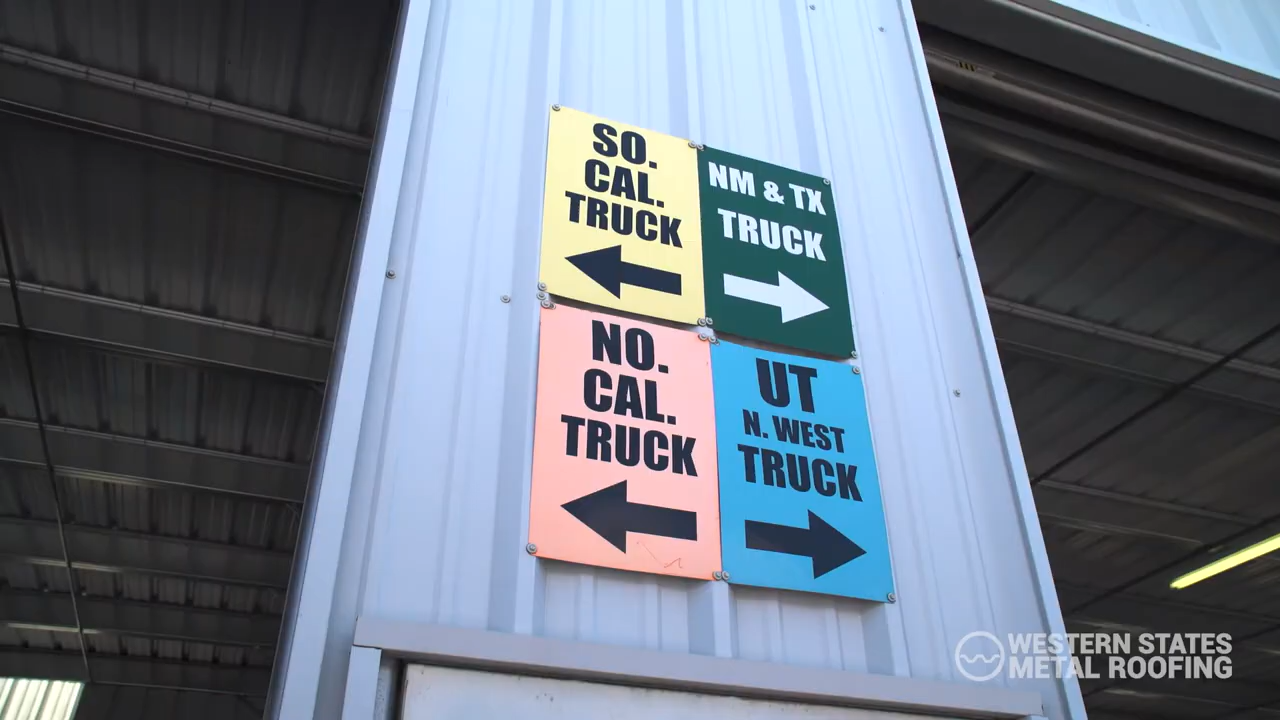 SO.
CAL.
TRUCK
NM & TX
TRUCK
NO.
CAL.
TRUCK
UT
N. WEST
TRUCK
WESTERN STATES
METAL ROOFING